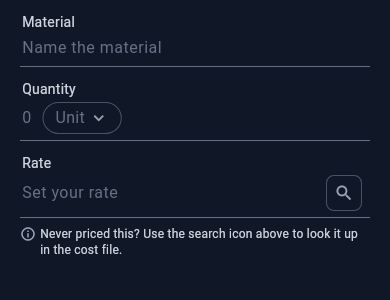 Material
Name the material
Quantity
0 Unit
Rate
Set your rate
Never priced this? Use the search icon above to look it up
in the cost file.